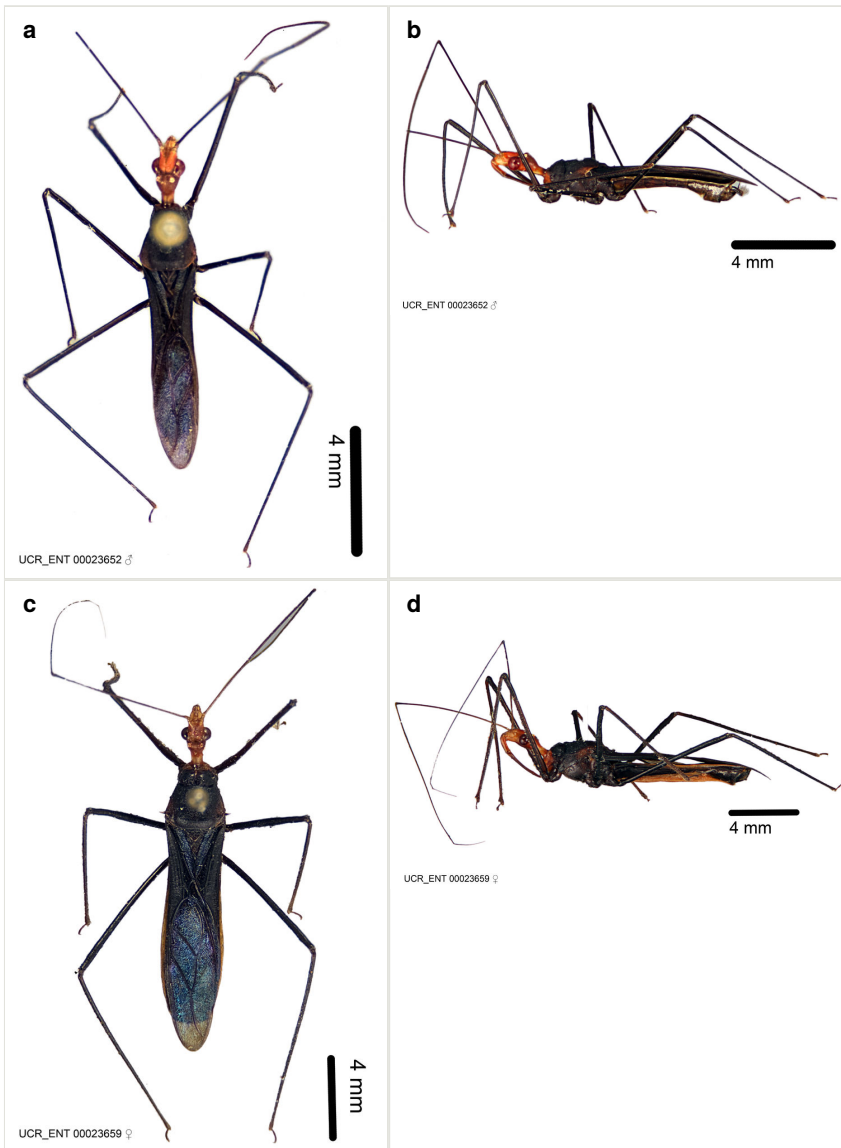 a
4 mm
UCR_ENT 00023652 ♂
b
4 mm
UCR_ENT 00023652 ♂
c
4 mm
UCR_ENT 00023659 ♀
d
4 mm
UCR_ENT 00023659 ♀